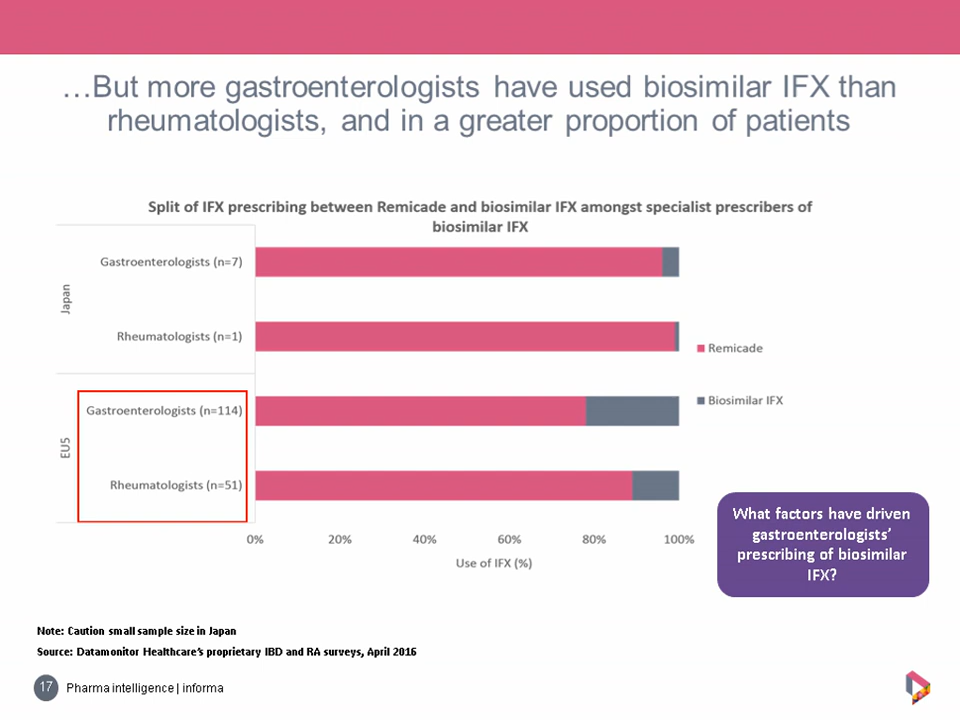 …But more gastroenterologists have used biosimilar IFX than
rheumatologists, and in a greater proportion of patients
Split of IFX prescribing between Remicade and biosimilar IFX amongst specialist prescribers of
biosimilar IFX
Japan
Gastroenterologists (n=7)
Rheumatologists (n=1)
EU5
Gastroenterologists (n=114)
Rheumatologists (n=51)
Remicade
Biosimilar IFX
0% 20% 40% 60% 80% 100%
Use of IFX (%)
What factors have driven
gastroenterologists’
prescribing of biosimilar
IFX?
Note: Caution small sample size in Japan
Source: Datamonitor Healthcare’s proprietary IBD and RA surveys, April 2016
17 Pharma intelligence | informa